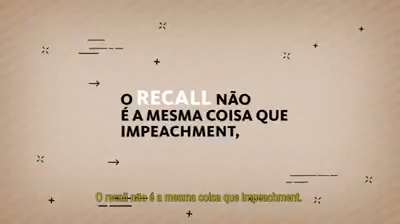 O RECALL NÃO
É A MESMA COISA QUE
IMPEACHMENT,
O recall não é a mesma coisa que impeachment.